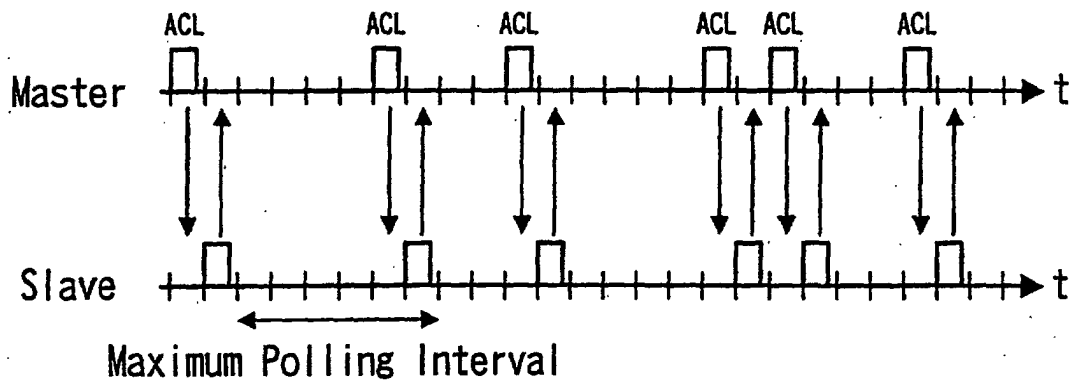 ACL ACL ACL ACL ACL ACL
Master t
Slave t
Maximum Polling Interval